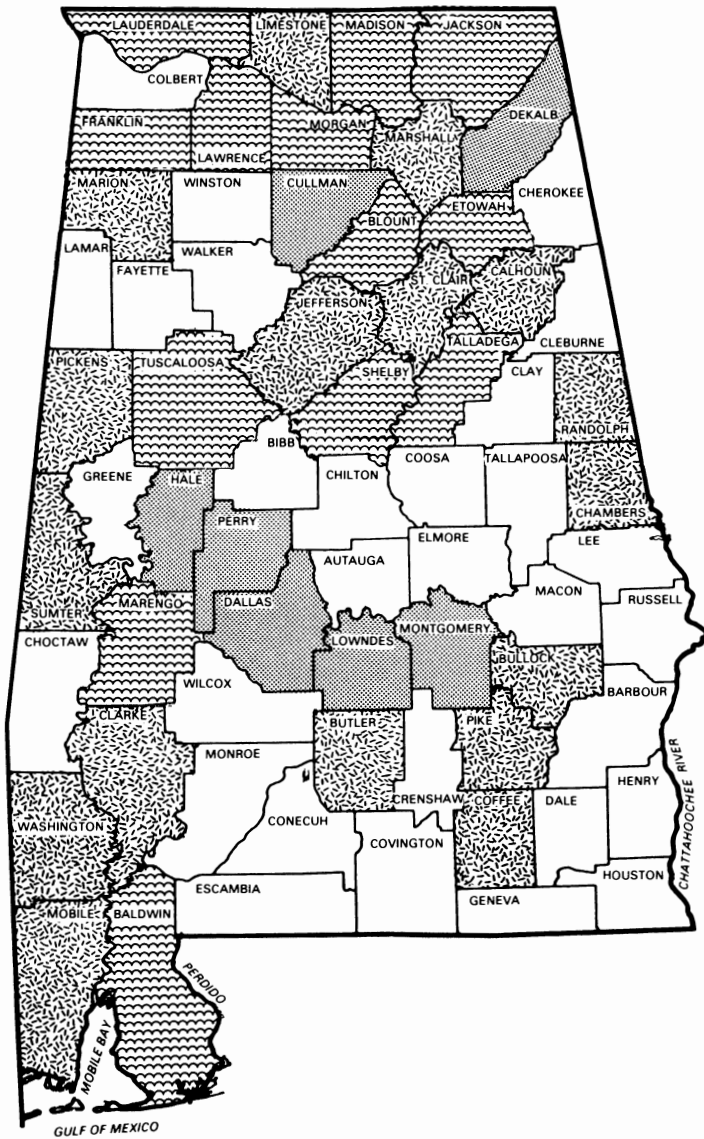 LAUDERDALE
LIMESTONE
MADISON
JACKSON
COLBERT
FRANKLIN
LAWRENCE
MORGAN
MARSHALL
DEKALB
MARION
WINSTON
CULLMAN
BLOUNT
ETOWAH
CHEROKEE
LAMAR
FAYETTE
WALKER
JEFFERSON
ST. CLAIR
CALHOUN
PICKENS
TUSCALOOSA
SHELBY
TALLADEGA
CLEBURNE
CLAY
RANDOLPH
GREENE
HALE
BIBB
CHILTON
COOSA
TALLAPOOSA
CHAMBERS
PERRY
AUTAUGA
ELMORE
LEE
SUMTER
MARENGO
DALLAS
LOWNDES
MONTGOMERY
MACON
RUSSELL
CHOCTAW
WILCOX
BULLOCK
BARBOUR
CLARKE
MONROE
BUTLER
PIKE
CRENSHAW
COFFEE
DALE
HENRY
WASHINGTON
CONECUH
COVINGTON
ESCAMBIA
GENEVA
HOUSTON
CHATTAHOOCHEE RIVER
MOBILE
BALDWIN
PERDIDO
MOBILE BAY
GULF OF MEXICO